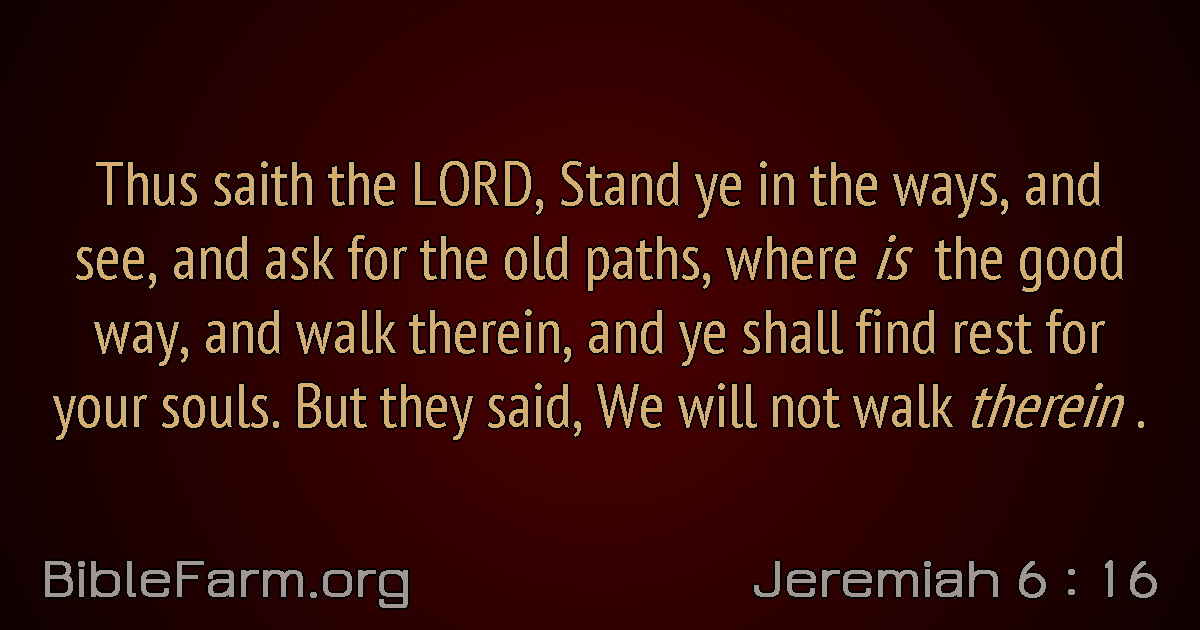 Thus saith the LORD, Stand ye in the ways, and
see, and ask for the old paths, where is the good
way, and walk therein, and ye shall find rest for
your souls. But they said, We will not walk therein .
BibleFarm.org
Jeremiah 6 : 16